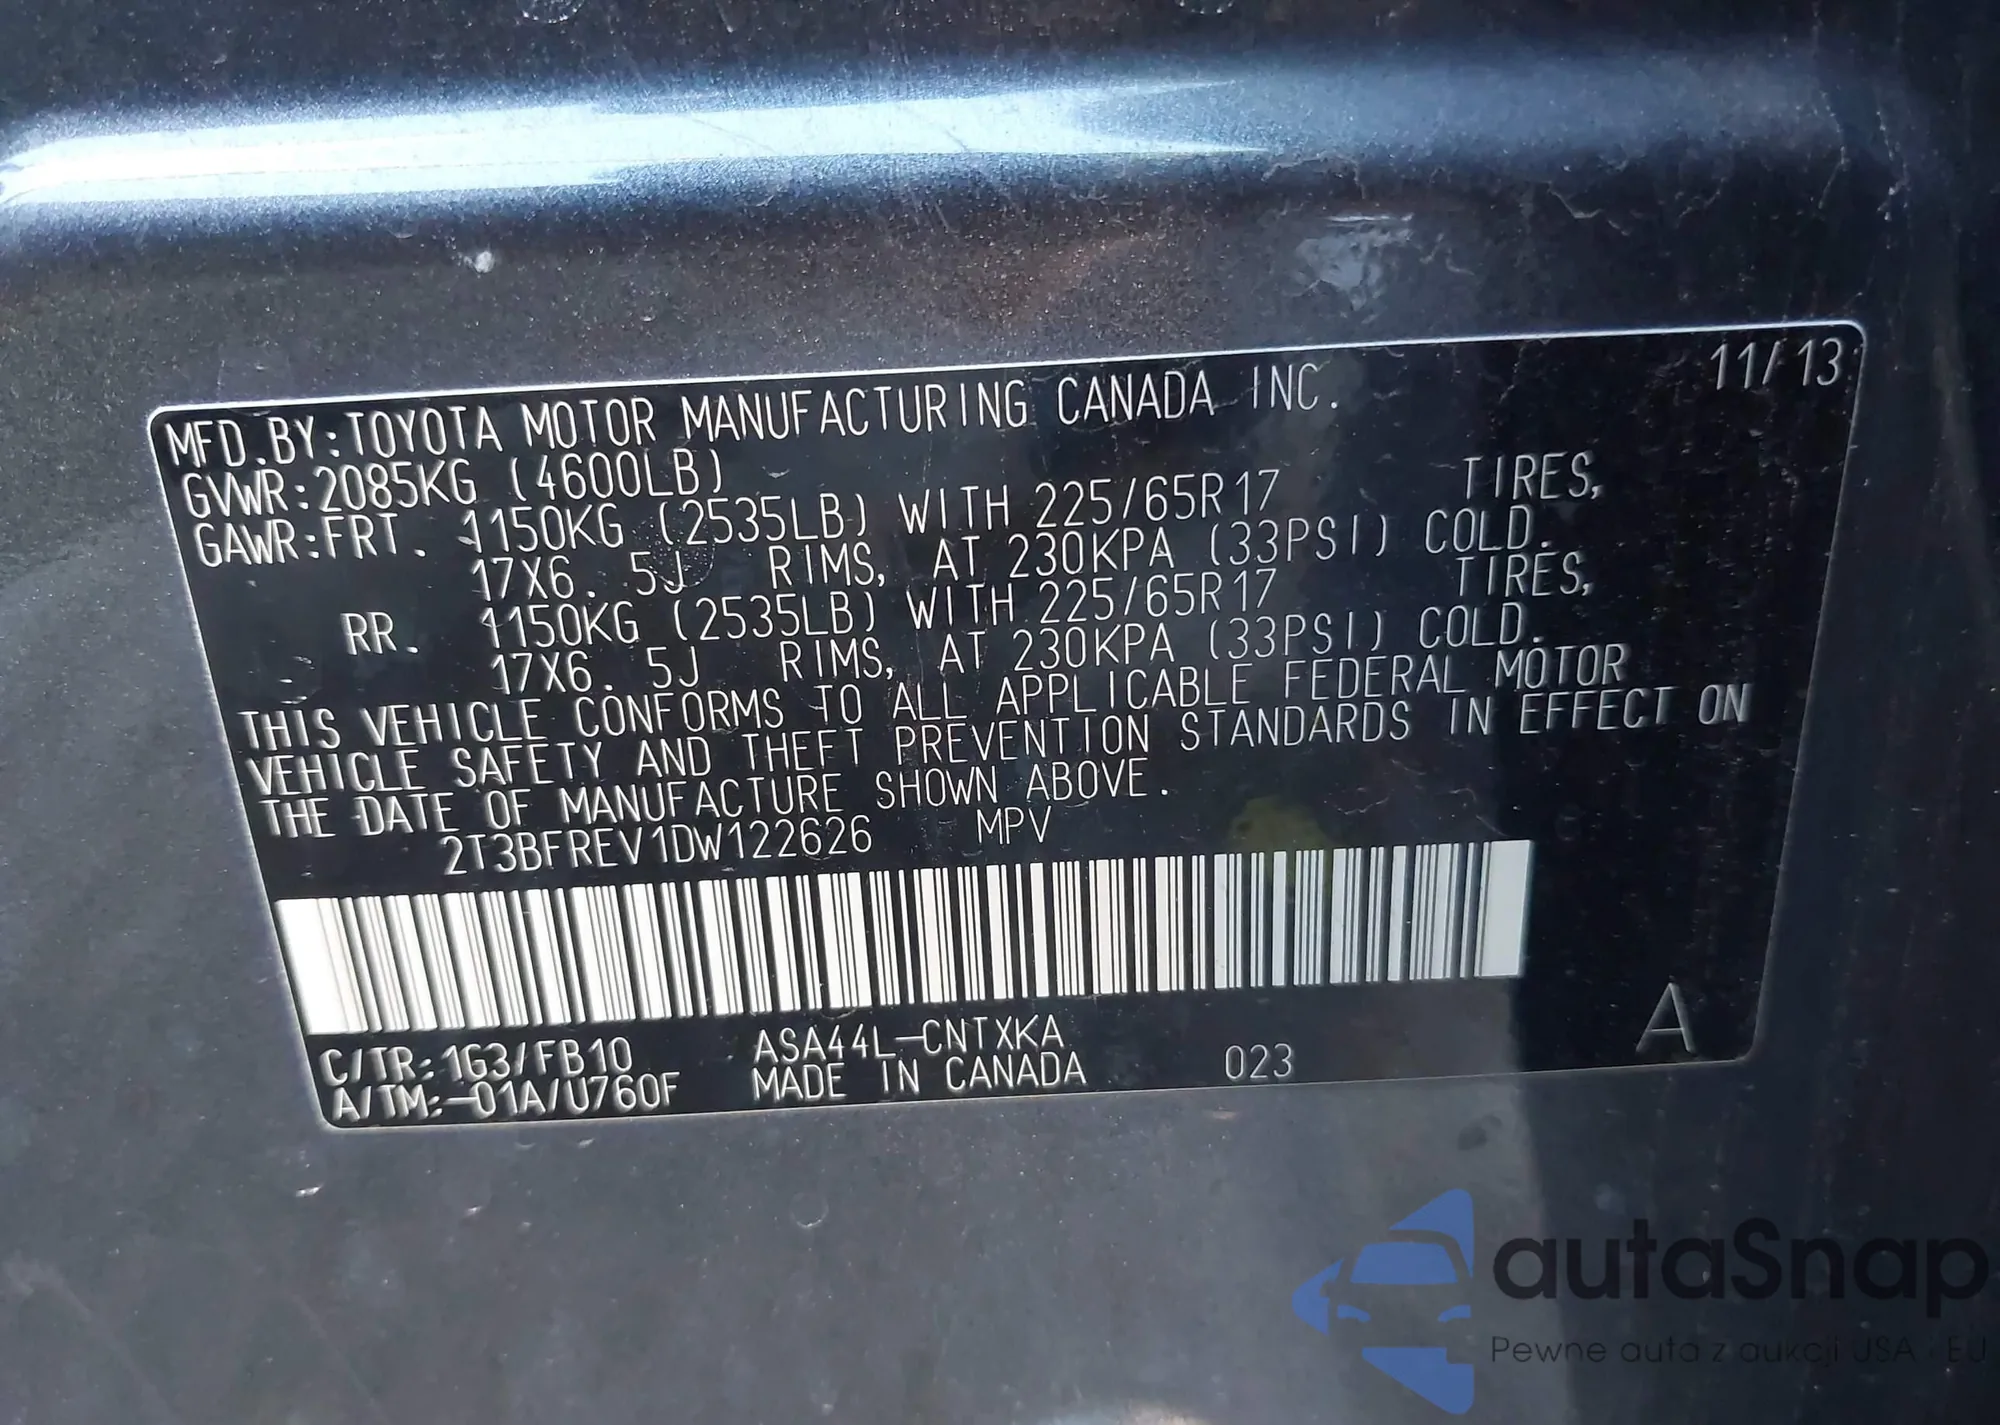 11/13
MFD.BY:TOYOTA MOTOR MANUFACTURING CANADA INC.
GVWR:2085KG (4600LB)
GAWR:FRT. 1150KG (2535LB) WITH 225/65R17 TIRES,
17X6.5J RIMS, AT 230KPA (33PSI) COLD.
RR. 1150KG (2535LB) WITH 225/65R17 TIRES,
17X6.5J RIMS, AT 230KPA (33PSI) COLD.
THIS VEHICLE CONFORMS TO ALL APPLICABLE FEDERAL MOTOR
VEHICLE SAFETY AND THEFT PREVENTION STANDARDS IN EFFECT ON
THE DATE OF MANUFACTURE SHOWN ABOVE.
2T3BFREV1DW122626 MPV
C/TR:1G3/FB10 ASA44L-CNTXKA
A/TM:-01A/U760F MADE IN CANADA 023 A
autaSnap
Pewne auta z aukcji USA · EU